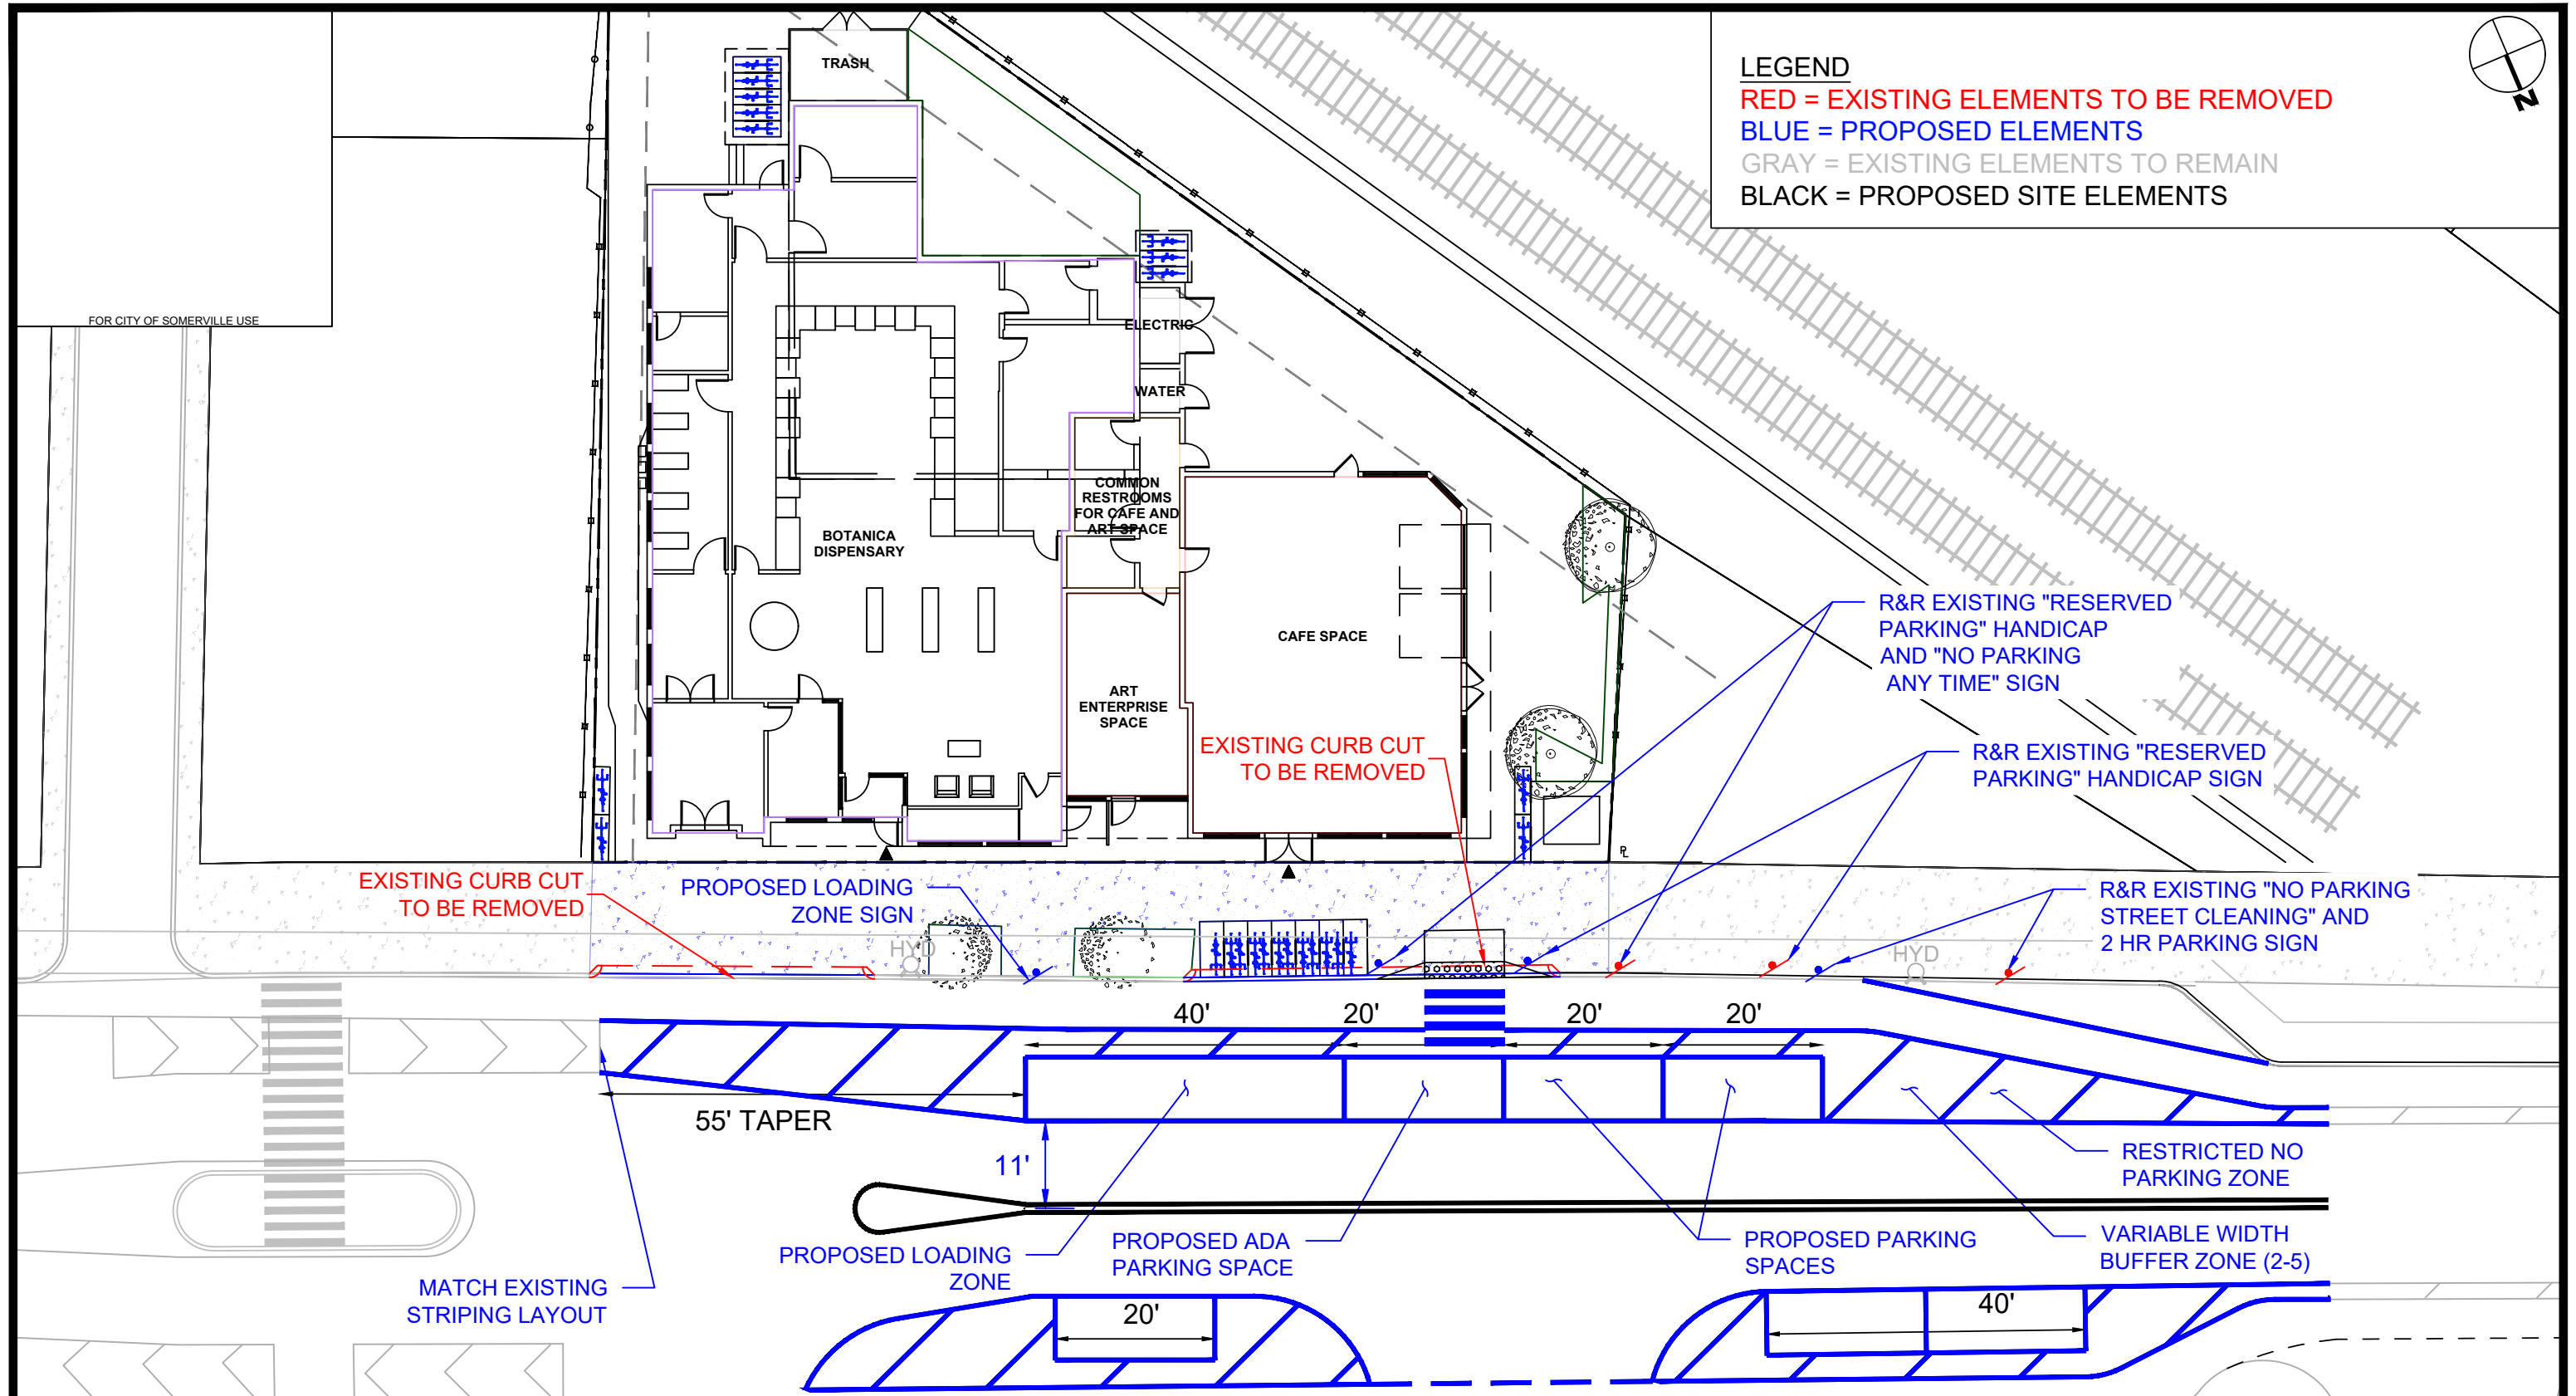 LEGEND
RED = EXISTING ELEMENTS TO BE REMOVED
BLUE = PROPOSED ELEMENTS
GRAY = EXISTING ELEMENTS TO REMAIN
BLACK = PROPOSED SITE ELEMENTS
N
TRASH
FOR CITY OF SOMERVILLE USE
ELECTRIC
WATER
COMMON
RESTROOMS
FOR CAFE AND
ART SPACE
BOTANICA
DISPENSARY
CAFE SPACE
ART
ENTERPRISE
SPACE
R&R EXISTING "RESERVED
PARKING" HANDICAP
AND "NO PARKING
ANY TIME" SIGN
EXISTING CURB CUT
TO BE REMOVED
R&R EXISTING "RESERVED
PARKING" HANDICAP SIGN
PL
EXISTING CURB CUT
TO BE REMOVED
PROPOSED LOADING
ZONE SIGN
R&R EXISTING "NO PARKING
STREET CLEANING" AND
2 HR PARKING SIGN
HYD
HYD
40'
20'
20'
20'
55' TAPER
11'
RESTRICTED NO
PARKING ZONE
PROPOSED LOADING
ZONE
PROPOSED ADA
PARKING SPACE
PROPOSED PARKING
SPACES
VARIABLE WIDTH
BUFFER ZONE (2-5)
MATCH EXISTING
STRIPING LAYOUT
20'
40'